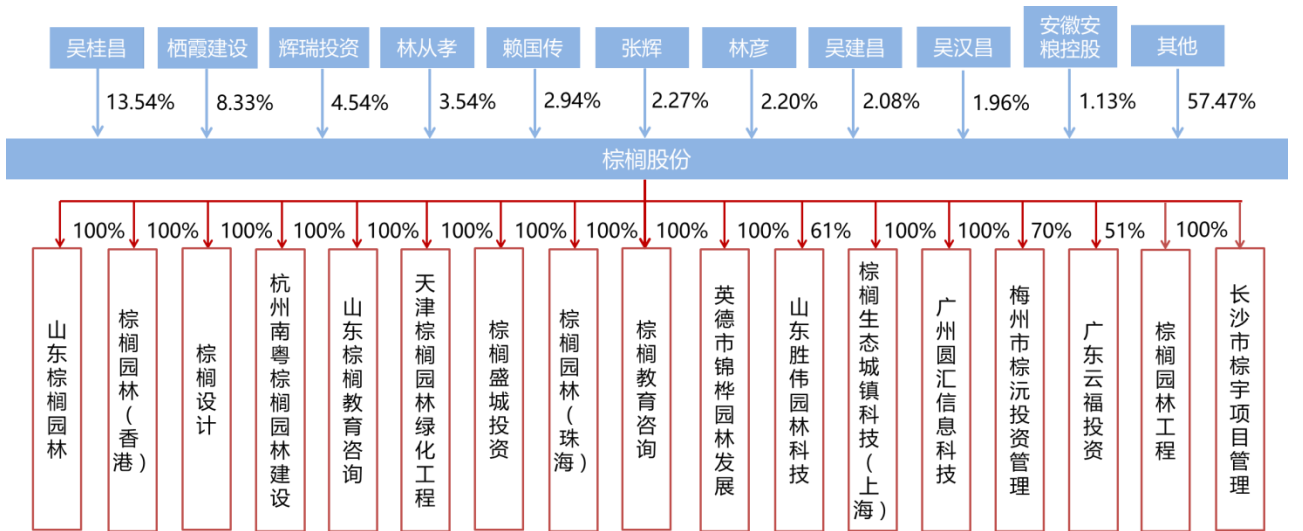 吴桂昌
栖霞建设
辉瑞投资
林从孝
赖国传
张辉
林彦
吴建昌
吴汉昌
安徽安
粮控股
其他
13.54%
8.33%
4.54%
3.54%
2.94%
2.27%
2.20%
2.08%
1.96%
1.13%
57.47%
棕榈股份
100%
100%
100%
100%
100%
100%
100%
100%
100%
100%
61%
100%
100%
70%
51%
100%
山东棕榈园林
棕榈园林(香港)
棕榈设计
杭州南粤棕榈园林建设
山东棕榈教育咨询
天津棕榈园林绿化工程
棕榈盛城投资
棕榈园林(珠海)
棕榈教育咨询
英德市锦桦园林发展
山东胜伟园林科技
棕榈生态城镇科技(上海)
广州圆汇信息科技
梅州市棕沅投资管理
广东云福投资
棕榈园林工程
长沙市棕宇项目管理